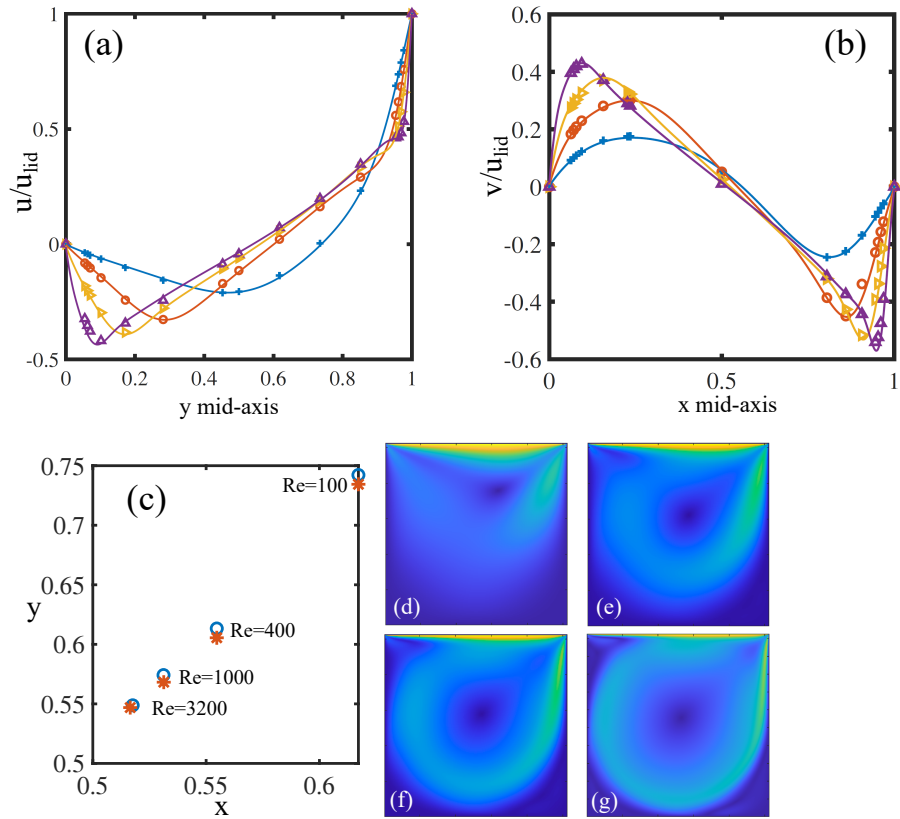 (a)
1
0.5
0
-0.5
u/u_lid
0
0.2
0.4
0.6
0.8
1
y mid-axis
(b)
0.6
0.4
0.2
0
-0.2
-0.4
-0.6
v/u_lid
0
0.5
1
x mid-axis
(c)
0.75
0.7
0.65
0.6
0.55
0.5
y
Re=100
Re=400
Re=1000
Re=3200
0.5
0.55
0.6
x
(d)
(e)
(f)
(g)